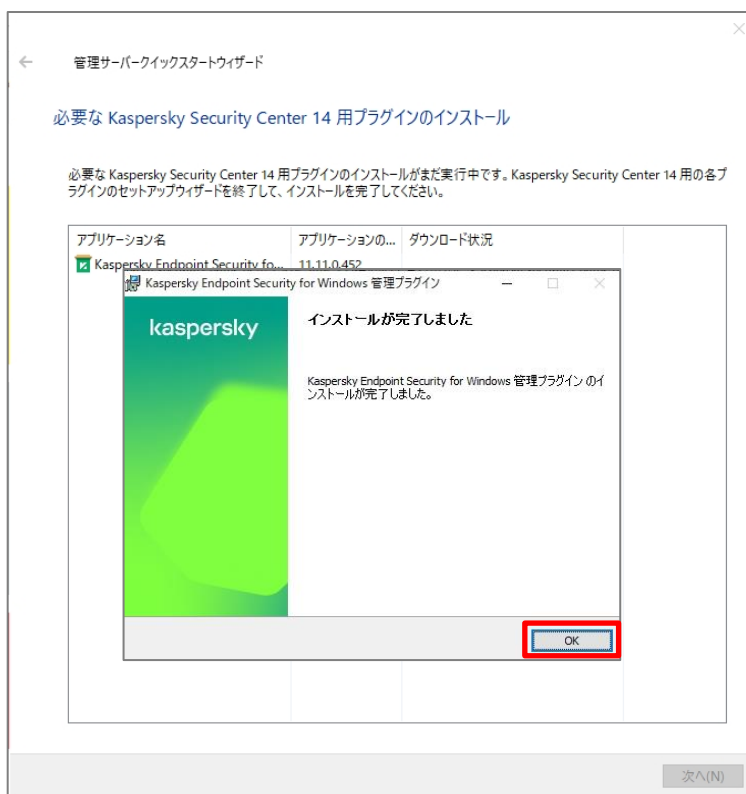 管理サーバークイックスタートウィザード
必要な Kaspersky Security Center 14 用プラグインのインストール
必要な Kaspersky Security Center 14 用プラグインのインストールがまだ実行中です。Kaspersky Security Center 14 用の各プ
ラグインのセットアップウィザードを終了して、インストールを完了してください。
アプリケーション名 アプリケーションの... ダウンロード状況
Kaspersky Endpoint Security fo... 11.11.0.452
Kaspersky Endpoint Security for Windows 管理プラグイン
kaspersky
インストールが完了しました
Kaspersky Endpoint Security for Windows 管理プラグイン のイ
ンストールが完了しました。
OK
次へ(N)